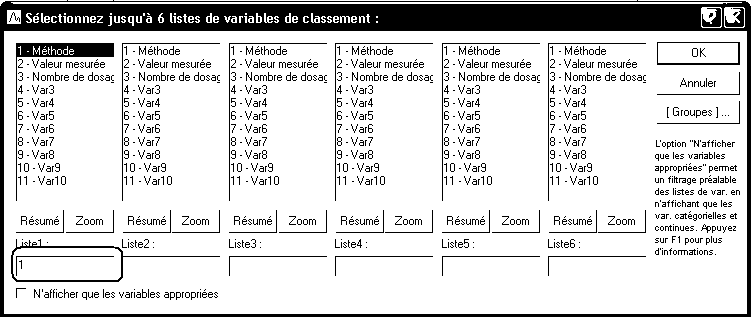 Sélectionnez jusqu'à 6 listes de variables de classement :
1 - Méthode 1 - Méthode 1 - Méthode 1 - Méthode 1 - Méthode 1 - Méthode
2 - Valeur mesurée 2 - Valeur mesurée 2 - Valeur mesurée 2 - Valeur mesurée 2 - Valeur mesurée 2 - Valeur mesurée
3 - Nombre de dosag 3 - Nombre de dosag 3 - Nombre de dosag 3 - Nombre de dosag 3 - Nombre de dosag 3 - Nombre de dosag
4 - Var3 4 - Var3 4 - Var3 4 - Var3 4 - Var3 4 - Var3
5 - Var4 5 - Var4 5 - Var4 5 - Var4 5 - Var4 5 - Var4
6 - Var5 6 - Var5 6 - Var5 6 - Var5 6 - Var5 6 - Var5
7 - Var6 7 - Var6 7 - Var6 7 - Var6 7 - Var6 7 - Var6
8 - Var7 8 - Var7 8 - Var7 8 - Var7 8 - Var7 8 - Var7
9 - Var8 9 - Var8 9 - Var8 9 - Var8 9 - Var8 9 - Var8
10 - Var9 10 - Var9 10 - Var9 10 - Var9 10 - Var9 10 - Var9
11 - Var10 11 - Var10 11 - Var10 11 - Var10 11 - Var10 11 - Var10
Résumé Zoom Résumé Zoom Résumé Zoom Résumé Zoom Résumé Zoom Résumé Zoom
Liste1 : Liste2 : Liste3 : Liste4 : Liste5 : Liste6 :
1
N'afficher que les variables appropriées
OK
Annuler
[ Groupes ] ...
L'option "N'afficher
que les variables
appropriées" permet
un filtrage préalable
des listes de var. en
n'affichant que les
var. catégorielles et
continues. Appuyez
sur F1 pour plus
d'informations.